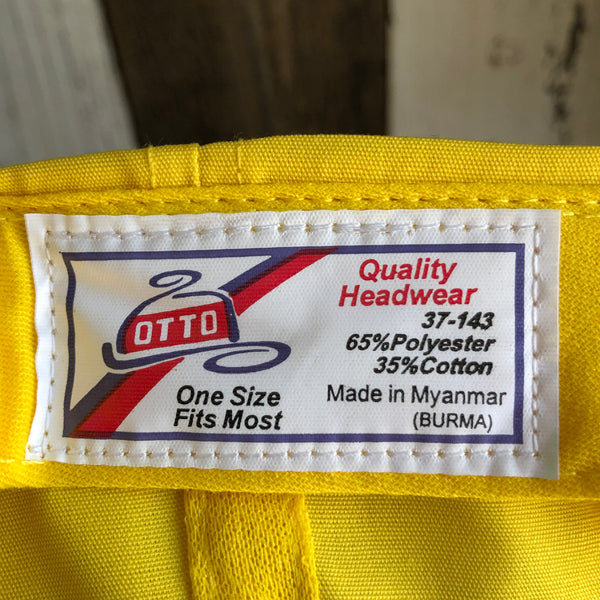 OTTO
One Size
Fits Most
Quality
Headwear
37-143
65%Polyester
35%Cotton
Made in Myanmar
(BURMA)